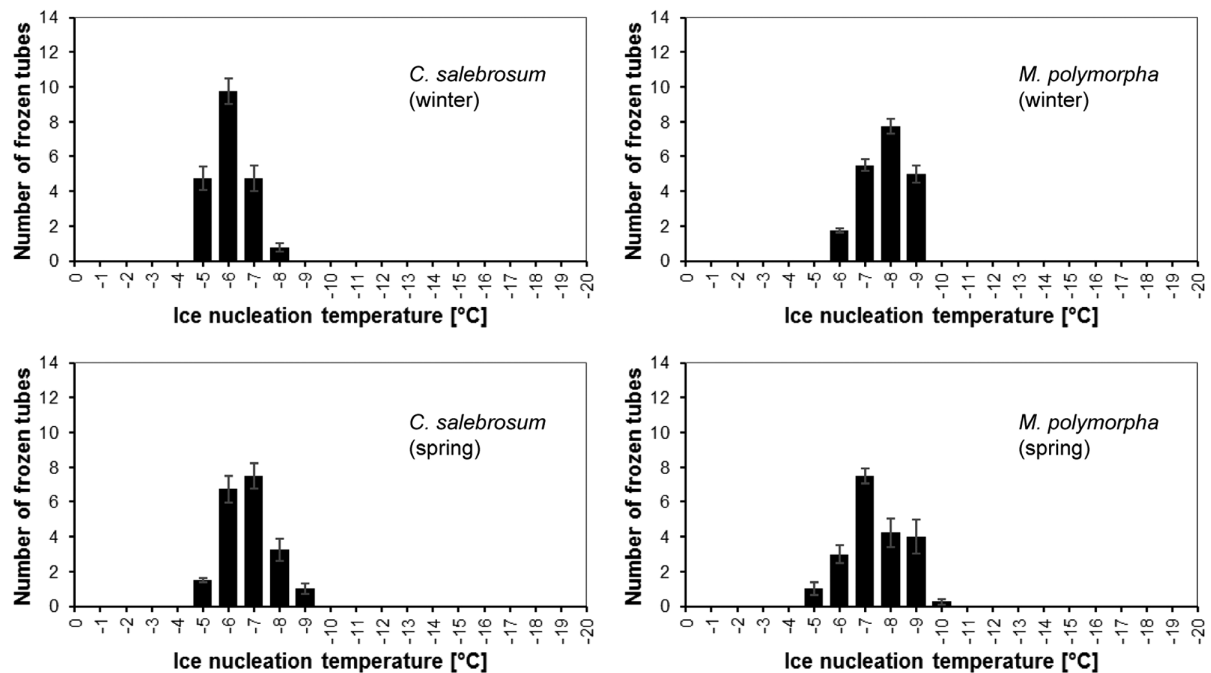 14
12
10
8
6
4
2
0
Number of frozen tubes
C. salebrosum
(winter)
0 -1 -2 -3 -4 -5 -6 -7 -8 -9 -10 -11 -12 -13 -14 -15 -16 -17 -18 -19 -20
Ice nucleation temperature [°C]
14
12
10
8
6
4
2
0
Number of frozen tubes
M. polymorpha
(winter)
0 -1 -2 -3 -4 -5 -6 -7 -8 -9 -10 -11 -12 -13 -14 -15 -16 -17 -18 -19 -20
Ice nucleation temperature [°C]
14
12
10
8
6
4
2
0
Number of frozen tubes
C. salebrosum
(spring)
0 -1 -2 -3 -4 -5 -6 -7 -8 -9 -10 -11 -12 -13 -14 -15 -16 -17 -18 -19 -20
Ice nucleation temperature [°C]
14
12
10
8
6
4
2
0
Number of frozen tubes
M. polymorpha
(spring)
0 -1 -2 -3 -4 -5 -6 -7 -8 -9 -10 -11 -12 -13 -14 -15 -16 -17 -18 -19 -20
Ice nucleation temperature [°C]